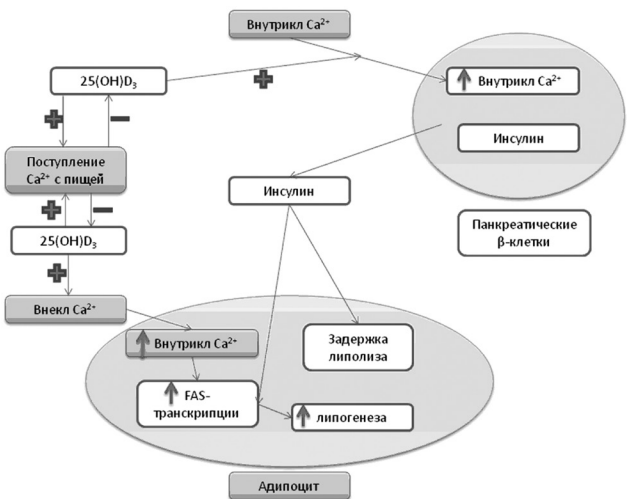 Внутрикл Ca²⁺
25(OH)D₃
Внутрикл Ca²⁺
Инсулин
Поступление
Ca²⁺ с пищей
Инсулин
Панкреатические
β-клетки
25(OH)D₃
Внекл Ca²⁺
Внутрикл Ca²⁺
Задержка
липолиза
FAS-
транскрипции
липогенеза
Адипоцит